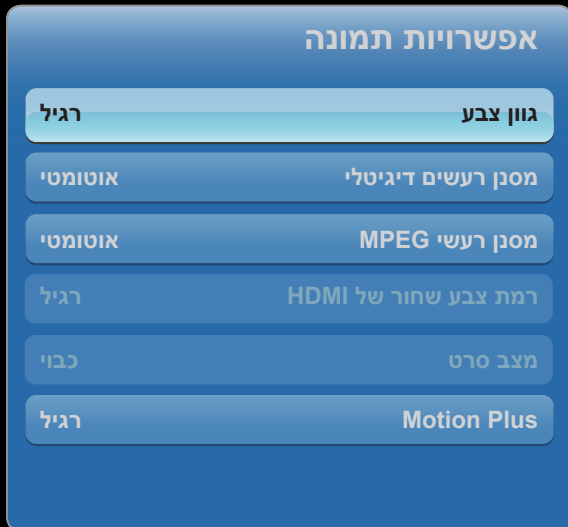 אפשרויות תמונה
גוון צבע רגיל
מסנן רעשים דיגיטלי אוטומטי
מסנן רעשי MPEG אוטומטי
רמת צבע שחור של HDMI רגיל
מצב סרט כבוי
Motion Plus רגיל